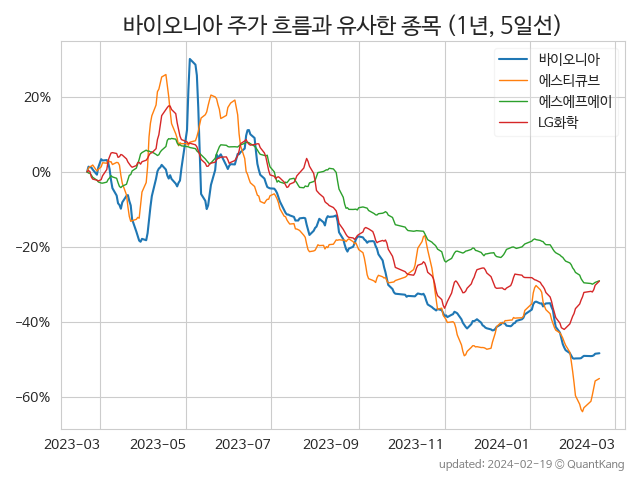 바이오니아 주가 흐름과 유사한 종목 (1년, 5일선)
바이오니아
에스티큐브
에스에프에이
LG화학
20%
0%
−20%
−40%
−60%
2023-03 2023-05 2023-07 2023-09 2023-11 2024-01 2024-03
updated: 2024-02-19 © QuantKang